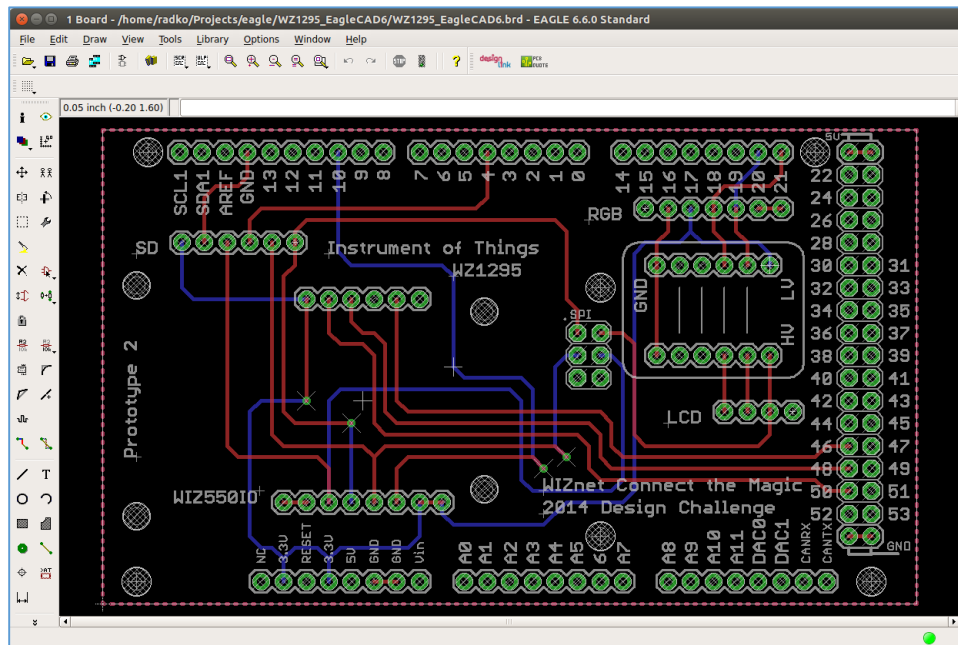 1 Board - /home/radko/Projects/eagle/WZ1295_EagleCAD6/WZ1295_EagleCAD6.brd - EAGLE 6.6.0 Standard
File Edit Draw View Tools Library Options Window Help
design link PCB QUOTE
0.05 inch (-0.20 1.60)
5V
SCL1 SDA1 AREF GND 13 12 11 10 9 8 7 6 5 4 3 2 1 0 14 15 16 17 18 19 20 21
22
24
RGB
26
SD Instrument of Things
28
WZ1295
30 31
GND LV
32 33
34 35
.SPI
36 37
HV
38 39
Prototype 2
40 41
42 43
LCD
44 45
46 47
48 49
WIZ550IO
WIZnet Connect the Magic
50 51
2014 Design Challenge
52 53
GND
NC 3.3V RESET 3.3V 5V GND GND Vin A0 A1 A2 A3 A4 A5 A6 A7 A8 A9 A10 A11 DAC0 DAC1 CANRX CANTX